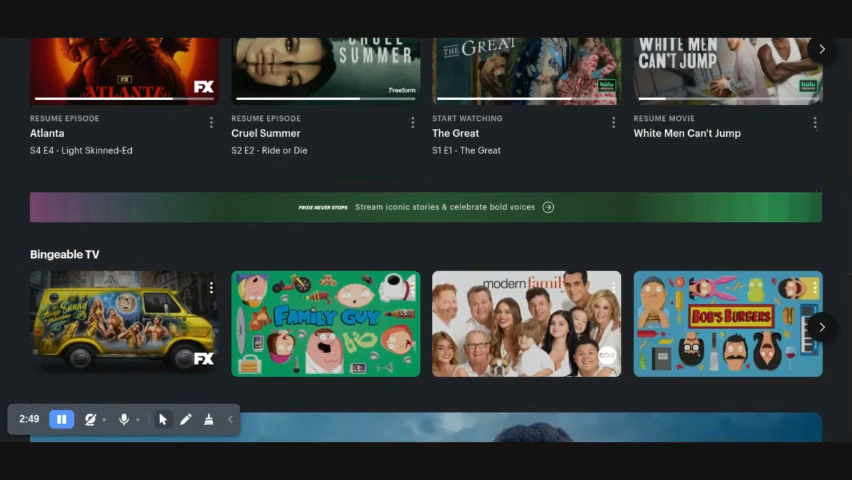 FX
ATLANTA
FX
CRUEL
SUMMER
Freeform
THE GREAT
hulu
WHITE MEN
CAN'T JUMP
hulu
RESUME EPISODE
Atlanta
S4 E4 - Light Skinned-Ed
RESUME EPISODE
Cruel Summer
S2 E2 - Ride or Die
START WATCHING
The Great
S1 E1 - The Great
RESUME MOVIE
White Men Can't Jump
PRIDE NEVER STOPS Stream iconic stories & celebrate bold voices
Bingeable TV
Sunny
FX
FAMILY GUY
modern family
abc
BOB'S BURGERS
2:49